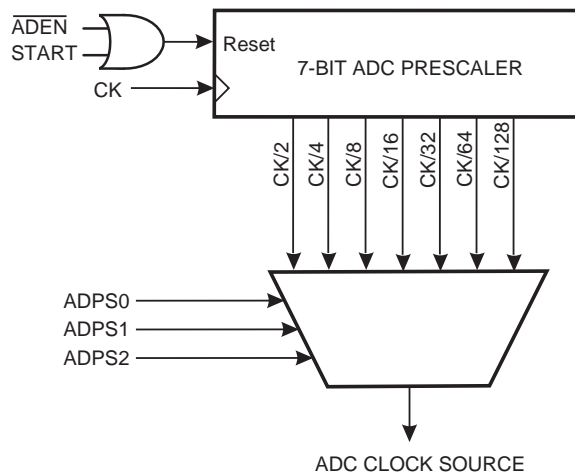 ADEN
START
Reset
7-BIT ADC PRESCALER
CK
CK/2
CK/4
CK/8
CK/16
CK/32
CK/64
CK/128
ADPS0
ADPS1
ADPS2
ADC CLOCK SOURCE